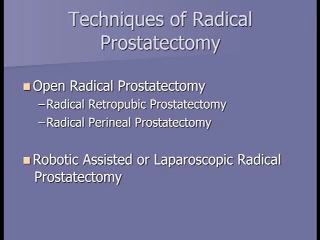 Techniques of Radical
Prostatectomy
Open Radical Prostatectomy
–Radical Retropubic Prostatectomy
–Radical Perineal Prostatectomy
Robotic Assisted or Laparoscopic Radical
Prostatectomy